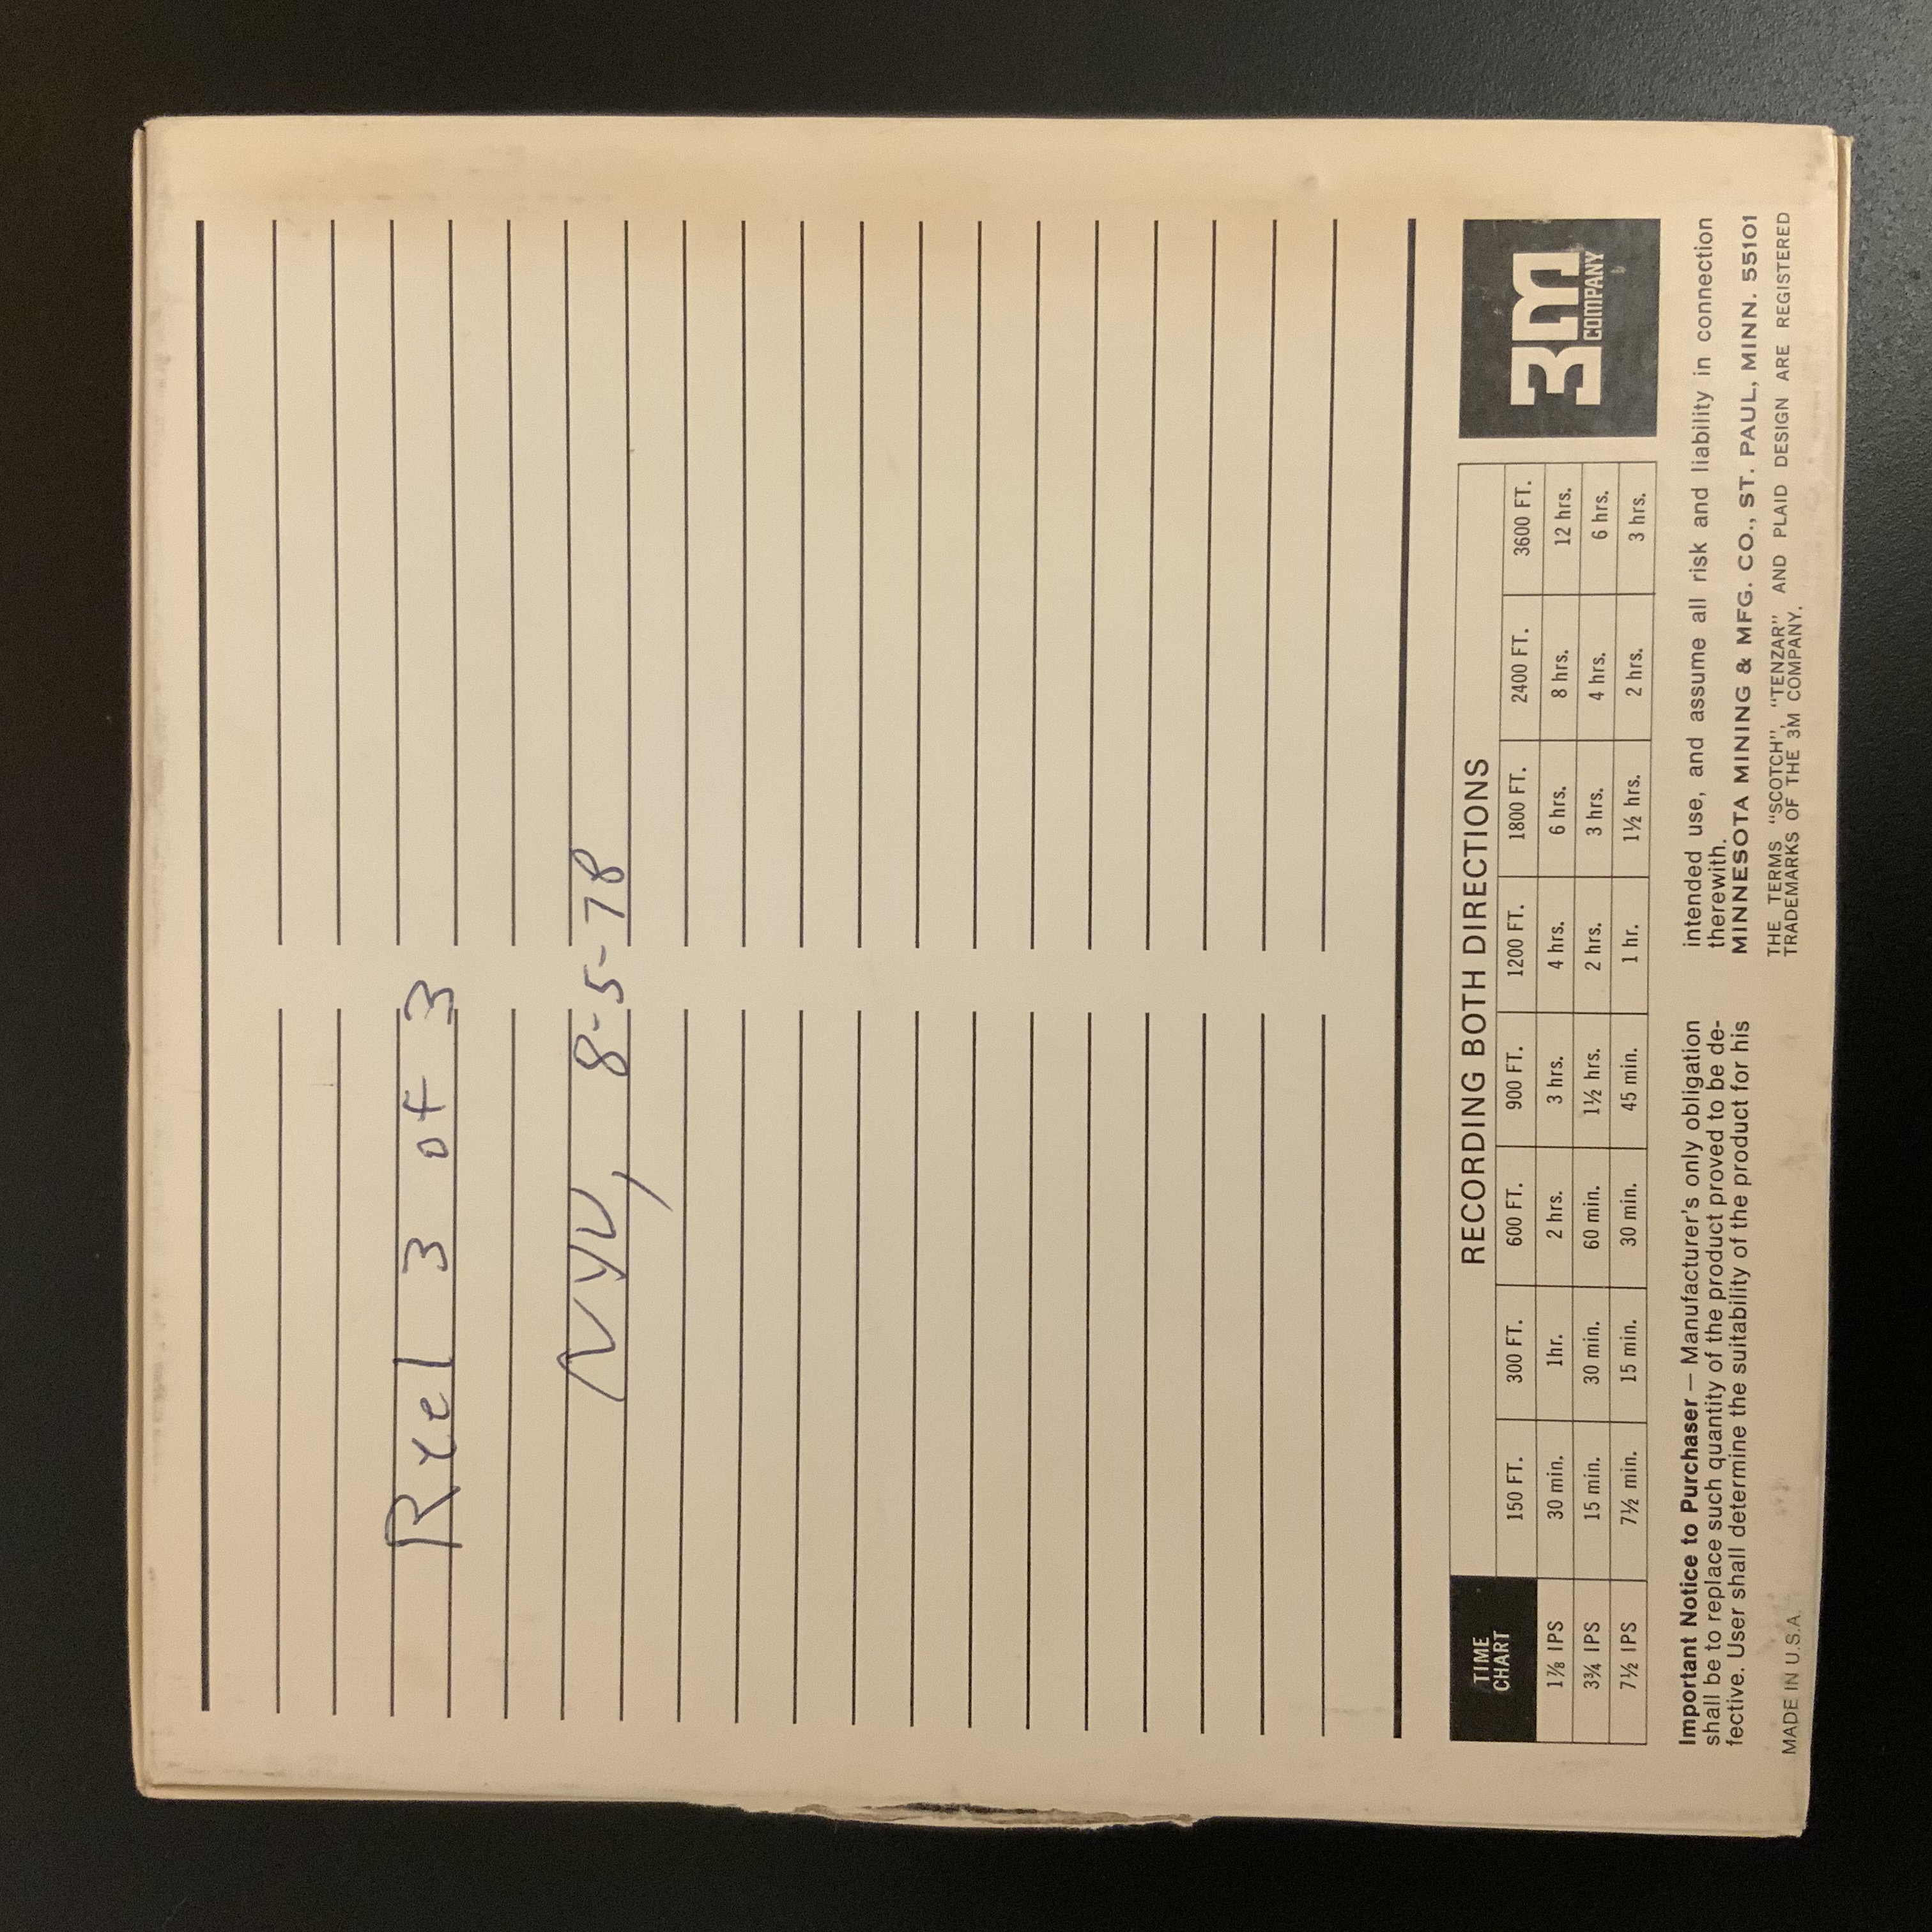 Reel 3 of 3
NYU, 8-5-78
RECORDING BOTH DIRECTIONS
TIME CHART 150 FT. 300 FT. 600 FT. 900 FT. 1200 FT. 1800 FT. 2400 FT. 3600 FT.
1⅞ IPS 30 min. 1hr. 2 hrs. 3 hrs. 4 hrs. 6 hrs. 8 hrs. 12 hrs.
3¾ IPS 15 min. 30 min. 60 min. 1½ hrs. 2 hrs. 3 hrs. 4 hrs. 6 hrs.
7½ IPS 7½ min. 15 min. 30 min. 45 min. 1 hr. 1½ hrs. 2 hrs. 3 hrs.
3M
COMPANY
Important Notice to Purchaser — Manufacturer's only obligation
shall be to replace such quantity of the product proved to be de-
fective. User shall determine the suitability of the product for his
intended use, and assume all risk and liability in connection
therewith.
MINNESOTA MINING & MFG. CO., ST. PAUL, MINN. 55101
THE TERMS "SCOTCH", "TENZAR" AND PLAID DESIGN ARE REGISTERED
TRADEMARKS OF THE 3M COMPANY.
MADE IN U.S.A.